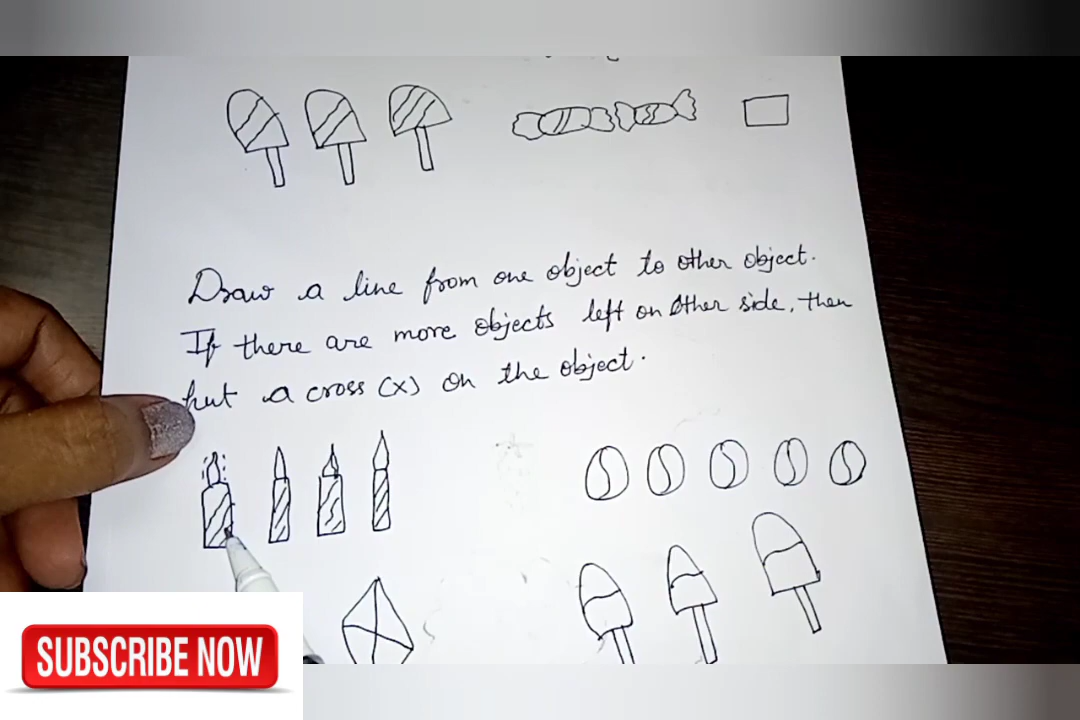 Draw a line from one object to other object.
If there are more objects left on other side, then
put a cross (x) on the object.
SUBSCRIBE NOW